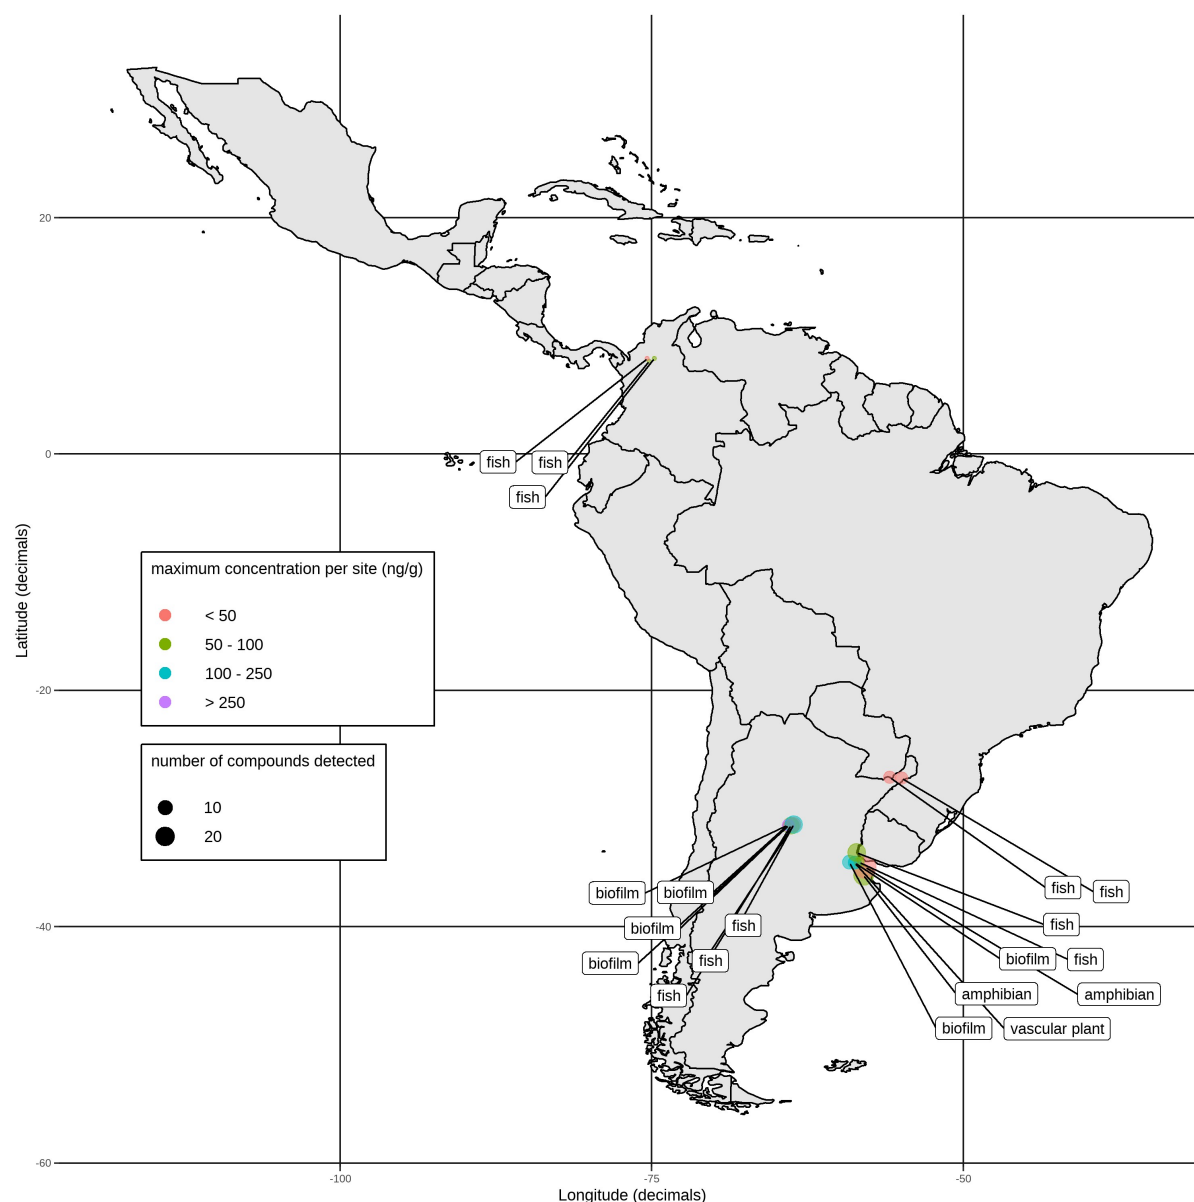 20
0
-20
-40
-60
Latitude (decimals)
fish
fish
fish
maximum concentration per site (ng/g)
< 50
50 - 100
100 - 250
> 250
number of compounds detected
10
20
biofilm
biofilm
biofilm
fish
biofilm
fish
fish
fish
fish
fish
biofilm
fish
amphibian
amphibian
biofilm
vascular plant
-100
-75
-50
Longitude (decimals)